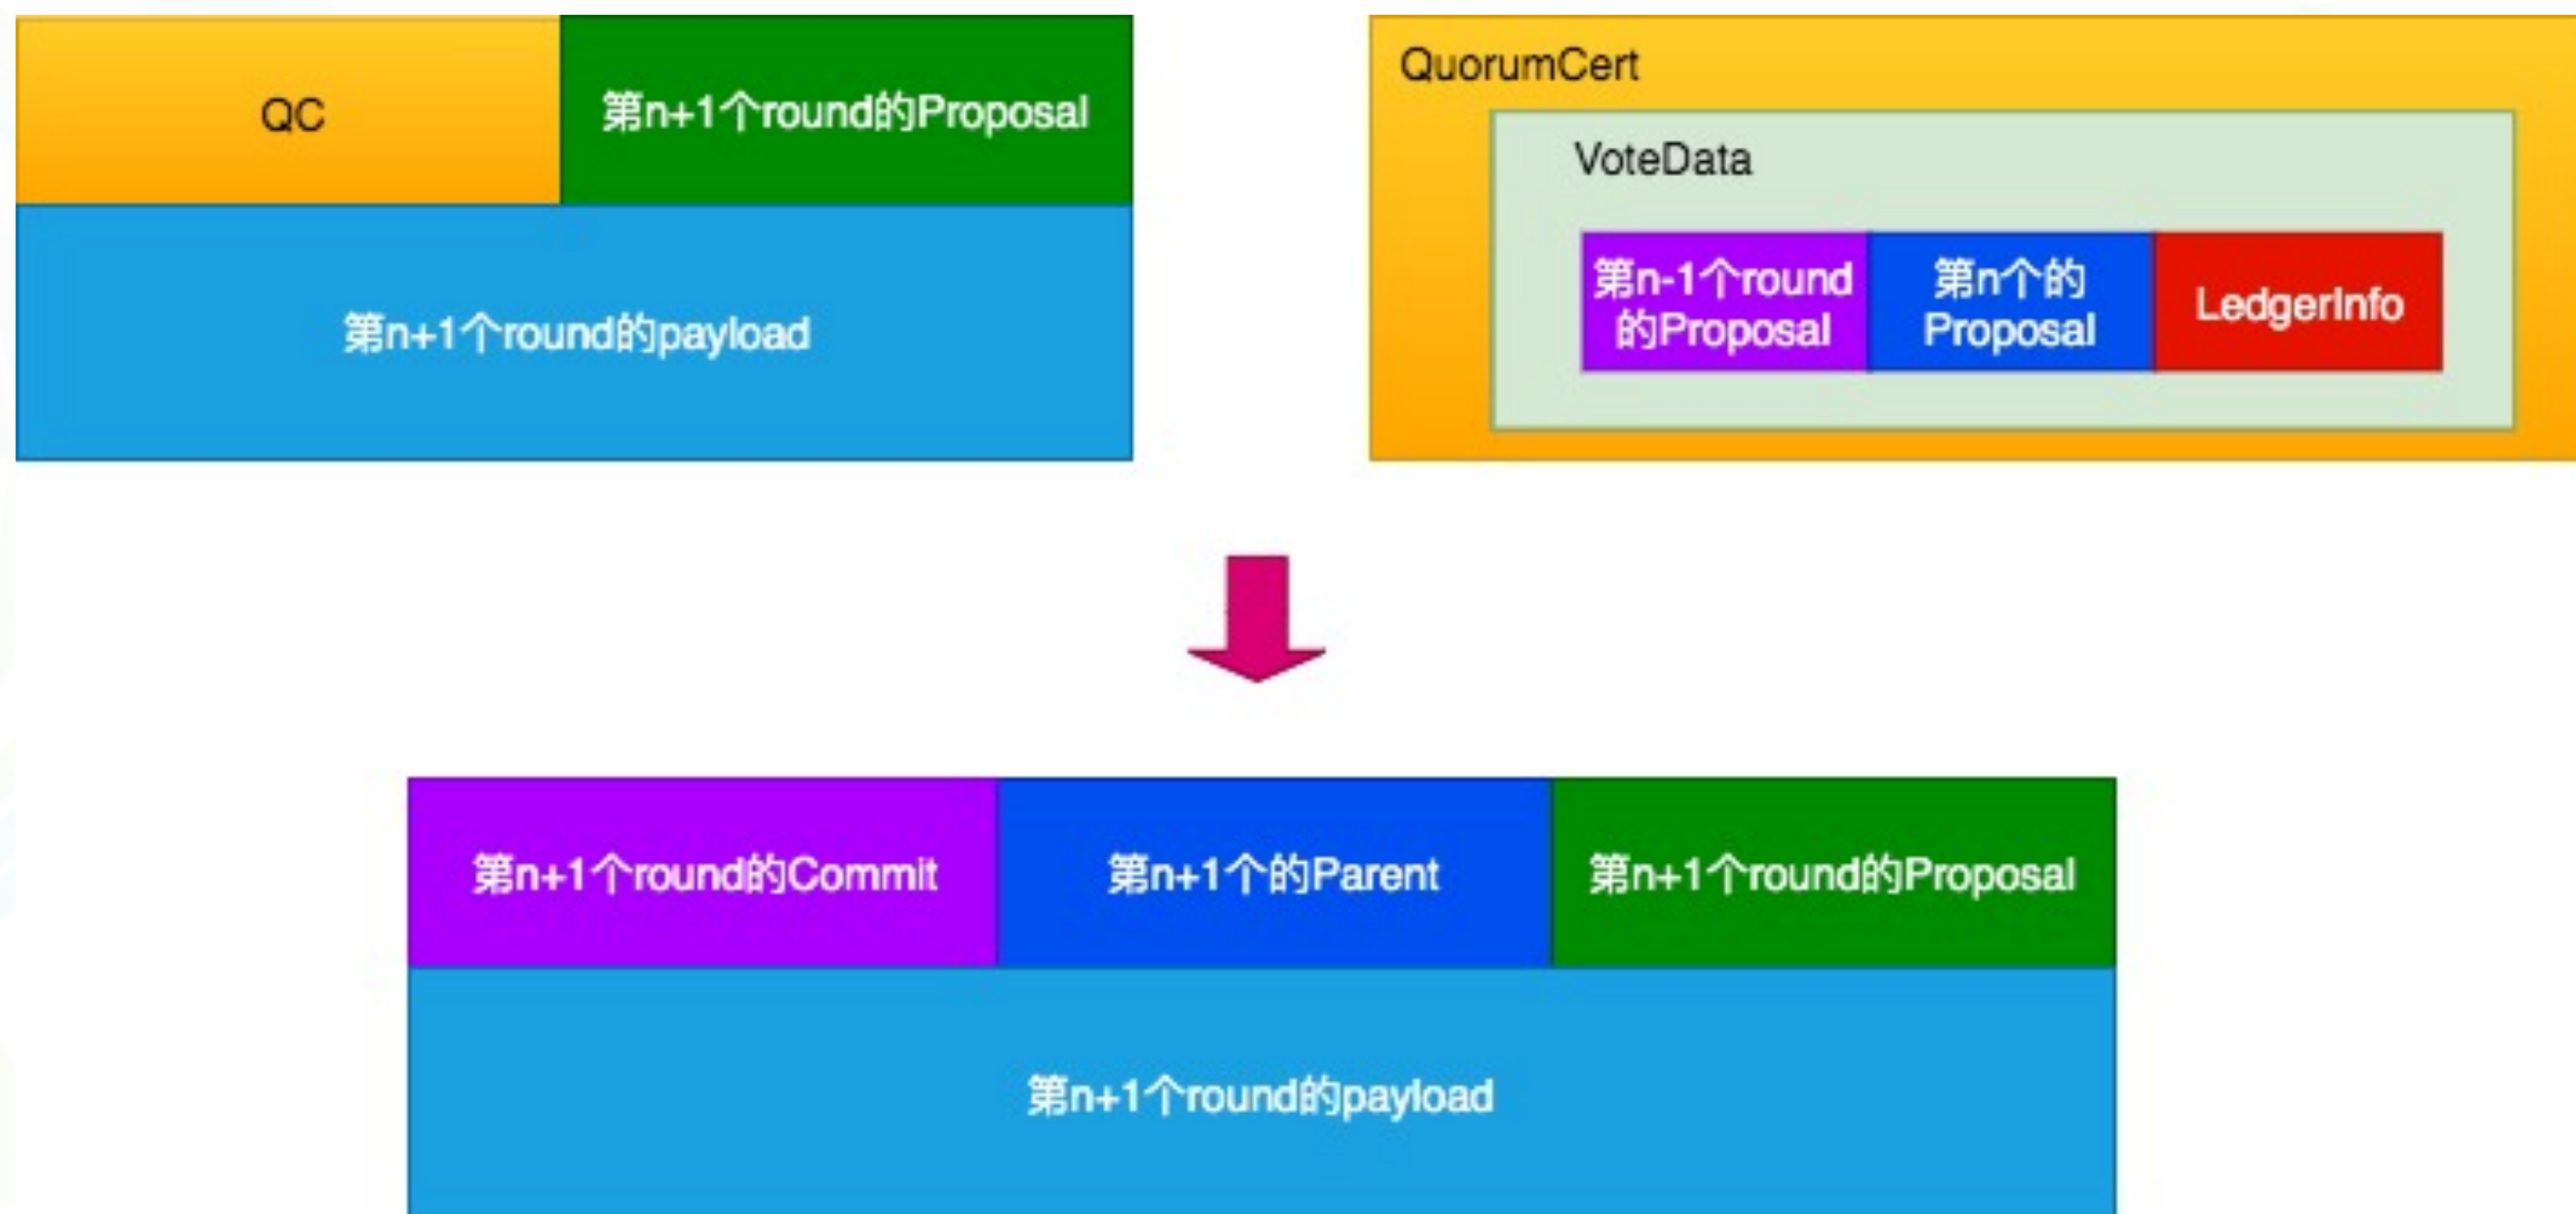 QC
第n+1个round的Proposal
第n+1个round的payload
QuorumCert
VoteData
第n-1个round
的Proposal
第n个的
Proposal
LedgerInfo
第n+1个round的Commit
第n+1个的Parent
第n+1个round的Proposal
第n+1个round的payload